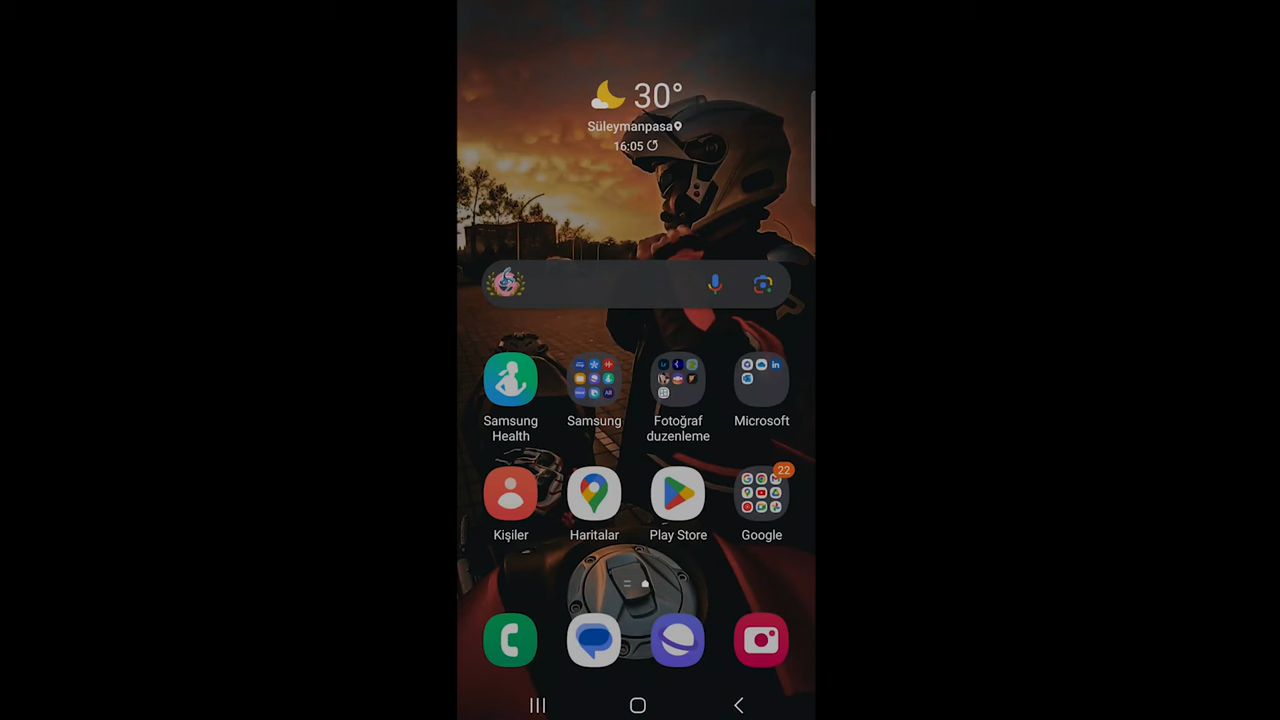 30°
Süleymanpasa
16:05
Samsung Health
Samsung
Fotoğraf duzenleme
Microsoft
Kişiler
Haritalar
Play Store
Google
22